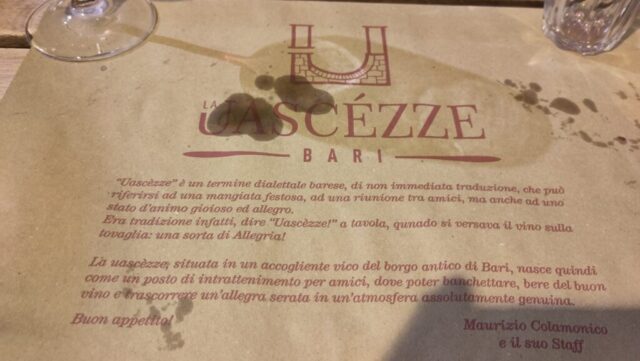 LA
UASCÉZZE
BARI
"Uascèzze" è un termine dialettale barese, di non immediata traduzione, che può
riferirsi ad una mangiata festosa, ad una riunione tra amici, ma anche ad uno
stato d'animo gioioso ed allegro.
Era tradizione infatti, dire "Uascèzze!" a tavola, qunado si versava il vino sulla
tovaglia: una sorta di Allegria!
La uascèzze, situata in un accogliente vico del borgo antico di Bari, nasce quindi
come un posto di intrattenimento per amici, dove poter banchettare, bere del buon
vino e trascorrere un'allegra serata in un'atmosfera assolutamente genuina.
Buon appetito!
Maurizio Colamonico
e il suo Staff